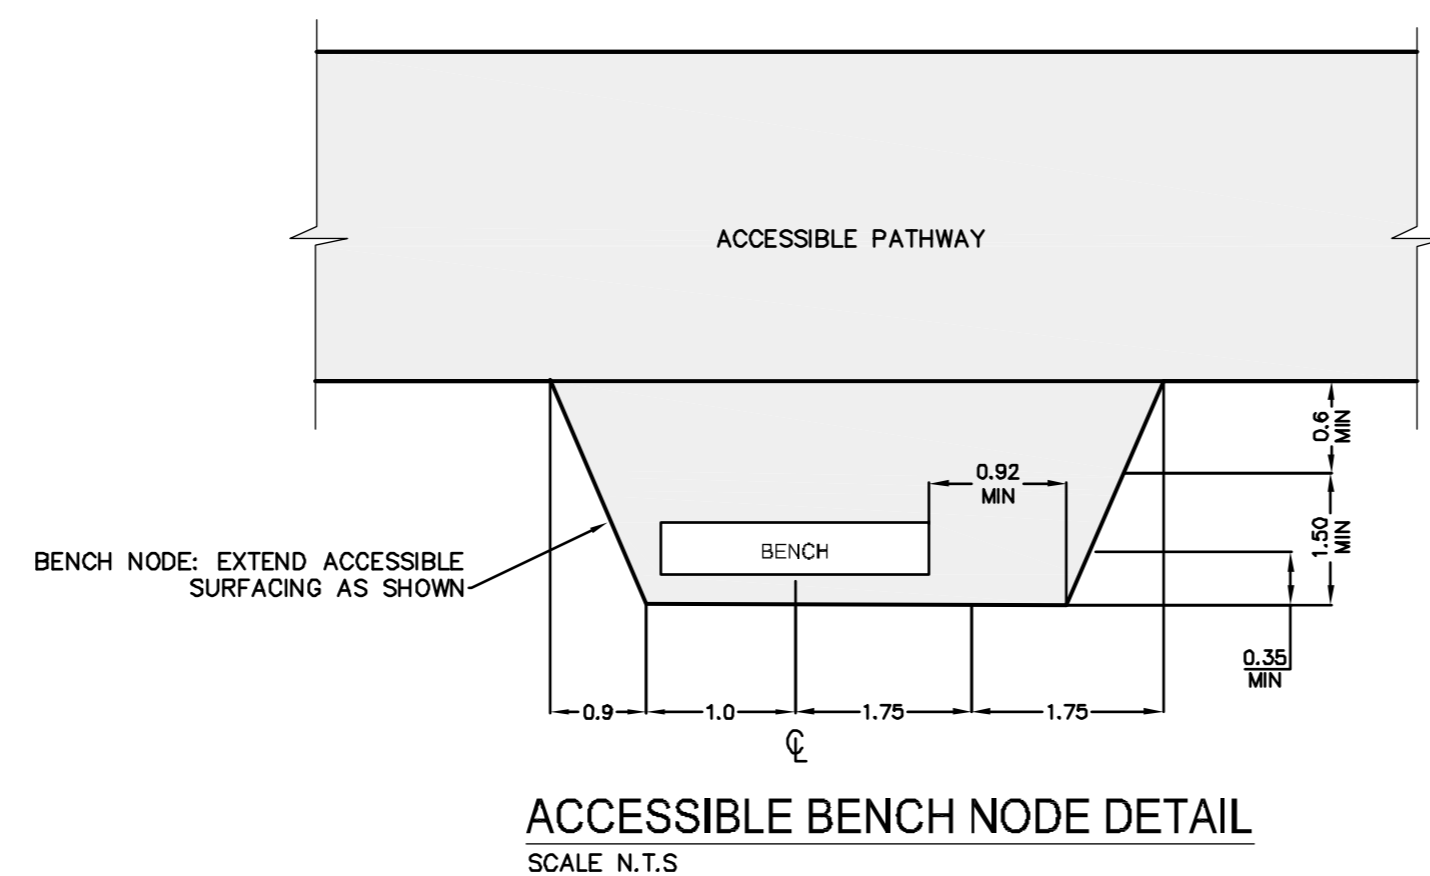 ACCESSIBLE PATHWAY
0.6
MIN
0.92
MIN
1.50
MIN
BENCH
BENCH NODE: EXTEND ACCESSIBLE
SURFACING AS SHOWN
0.35
MIN
0.9
1.0
1.75
1.75
℄
ACCESSIBLE BENCH NODE DETAIL
SCALE N.T.S